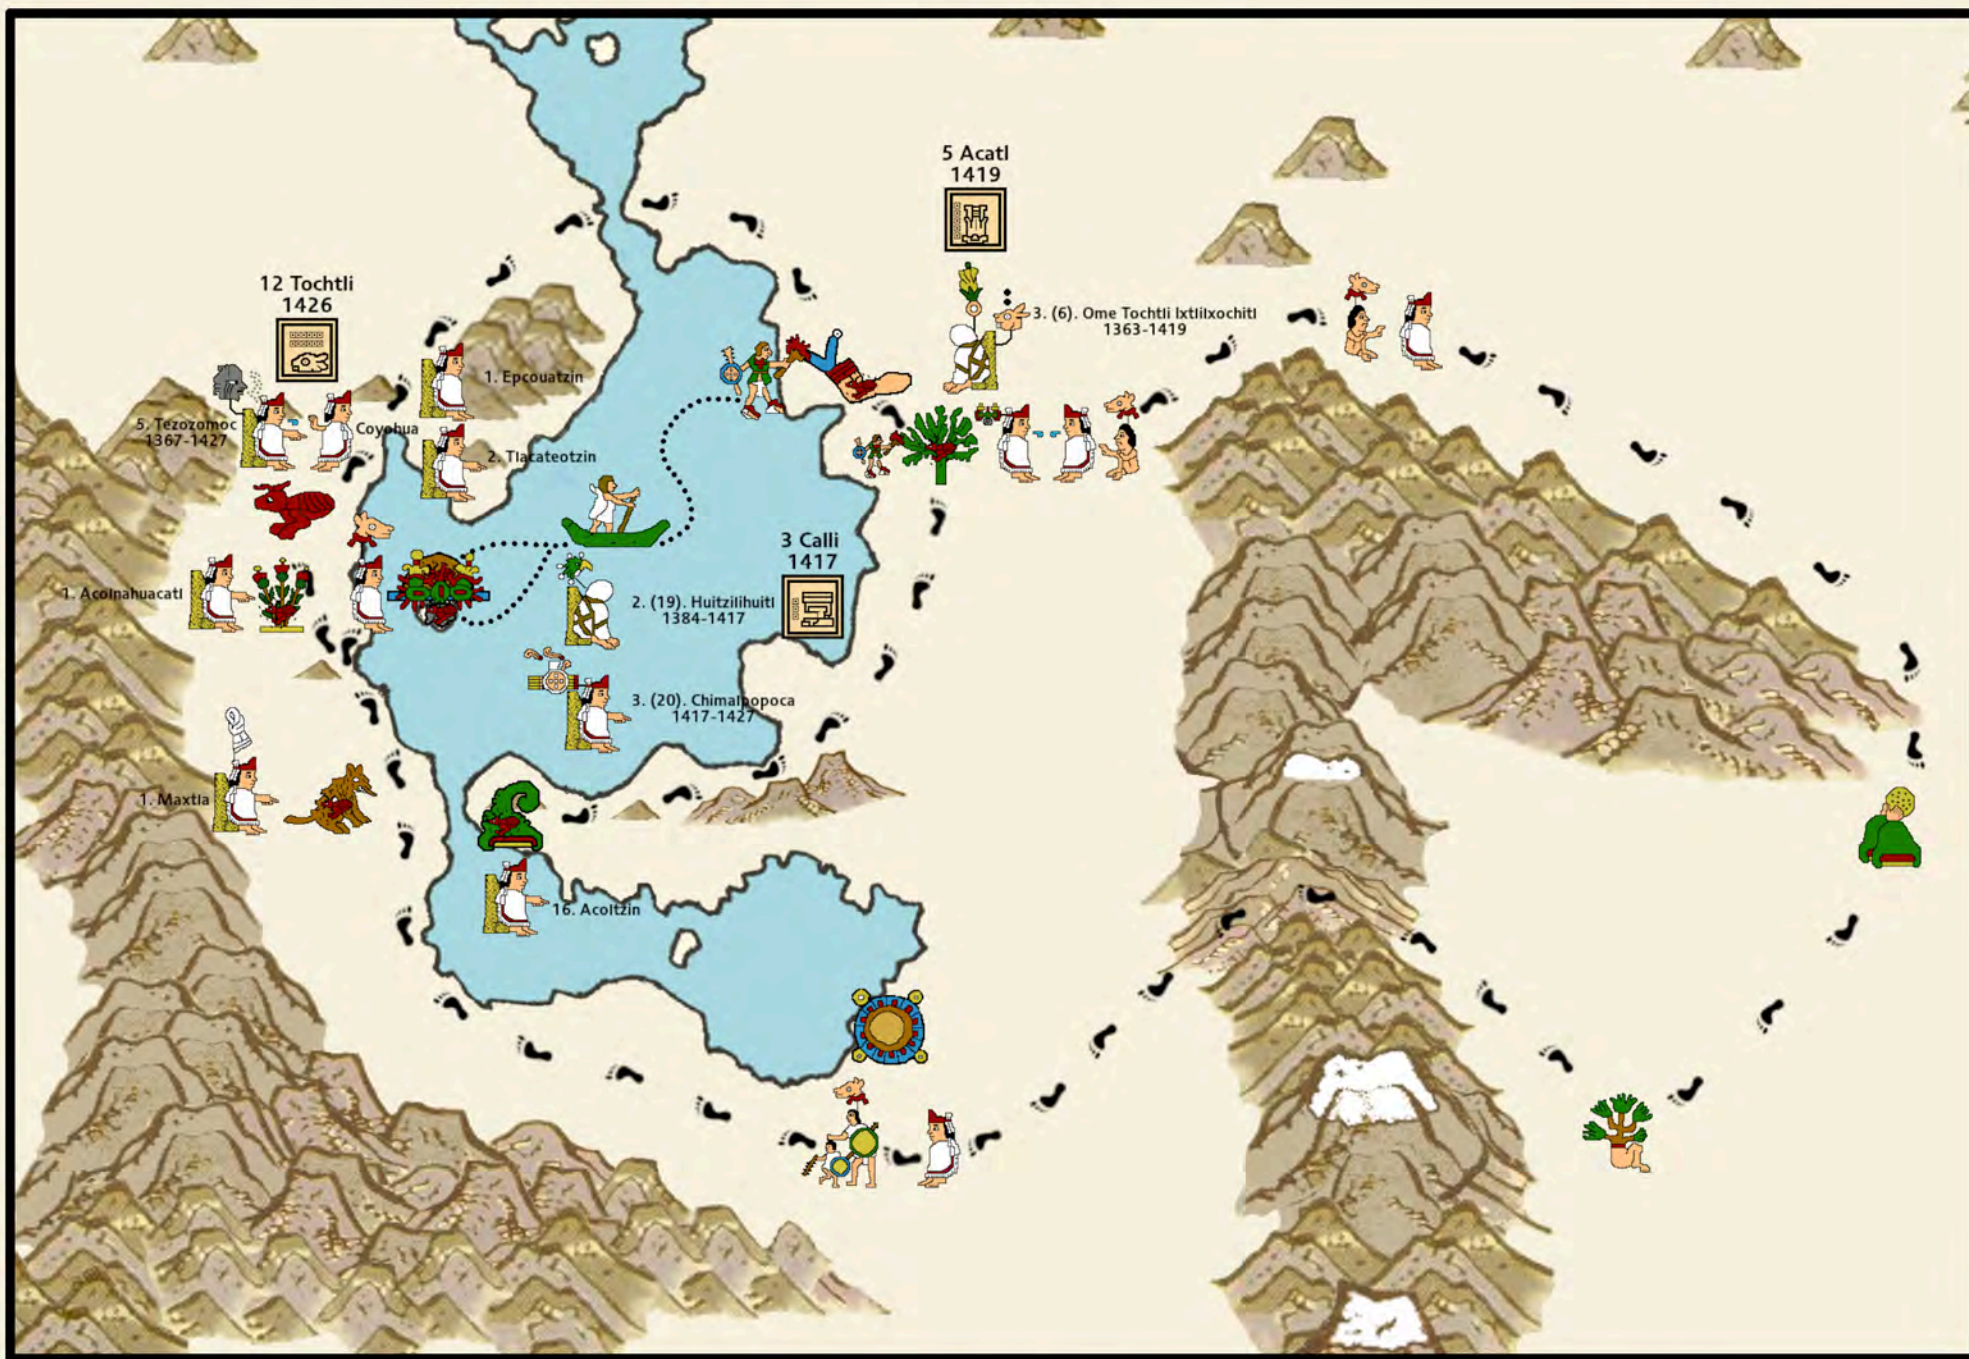 5 Acatl
1419
12 Tochtli
1426
3. (6). Ome Tochtli Ixtlilxochitl
1363-1419
1. Epcouatzin
5. Tezozomoc
1367-1427
Coyohua
2. Tlacateotzin
3 Calli
1417
1. Acolnahuacatl
2. (19). Huitzilihuitl
1384-1417
3. (20). Chimalpopoca
1417-1427
1. Maxtla
16. Acoltzin